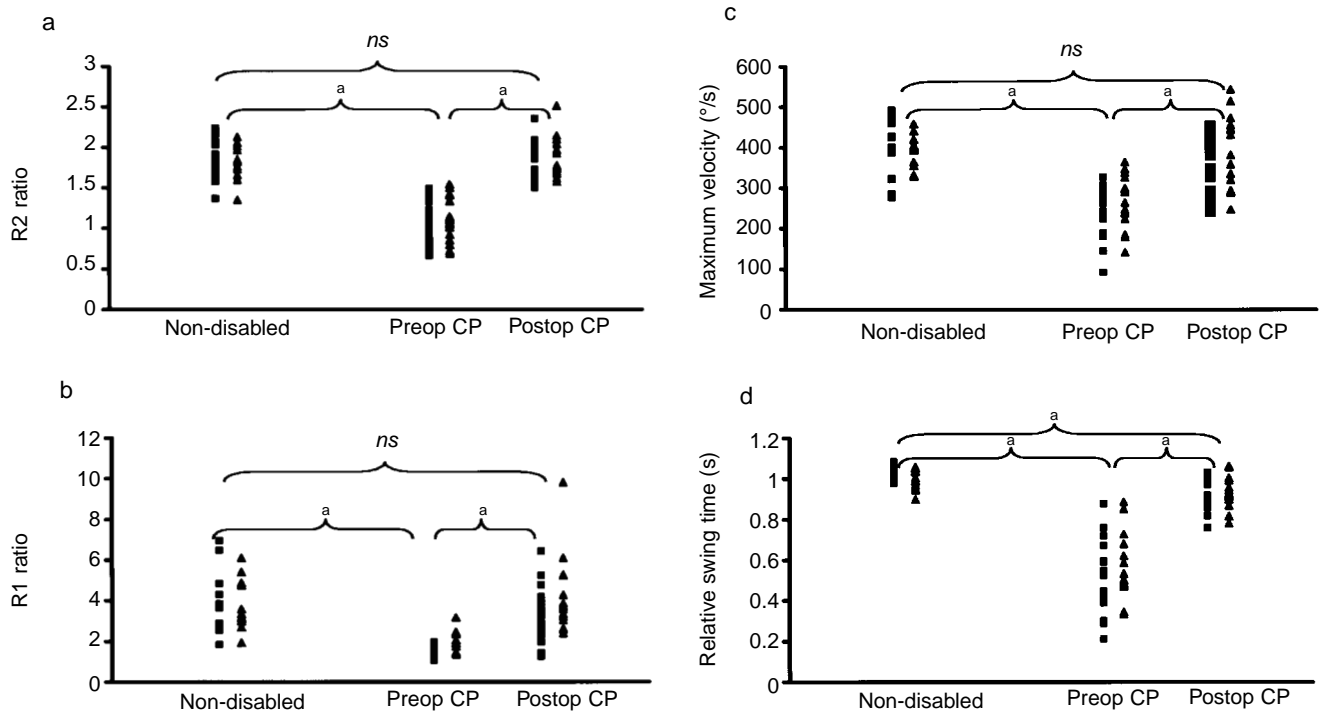 a
ns
3
a
a
2.5
2
1.5
1
0.5
0
R2 ratio
Non-disabled
Preop CP
Postop CP
b
12
ns
10
8
a
a
6
4
2
0
R1 ratio
Non-disabled
Preop CP
Postop CP
c
ns
600
a
a
500
400
300
200
100
0
Maximum velocity (°/s)
Non-disabled
Preop CP
Postop CP
d
a
1.2
a
a
1
0.8
0.6
0.4
0.2
0
Relative swing time (s)
Non-disabled
Preop CP
Postop CP